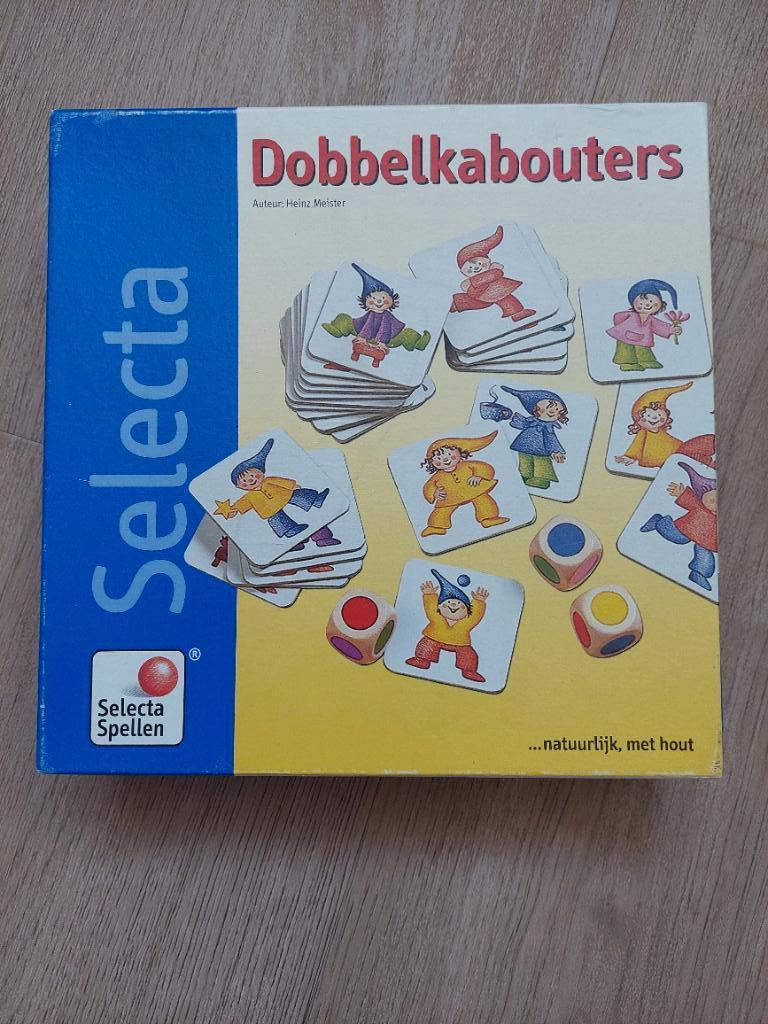 Dobbelkabouters
Auteur: Heinz Meister
Selecta
®
Selecta
Spellen
...natuurlijk, met hout